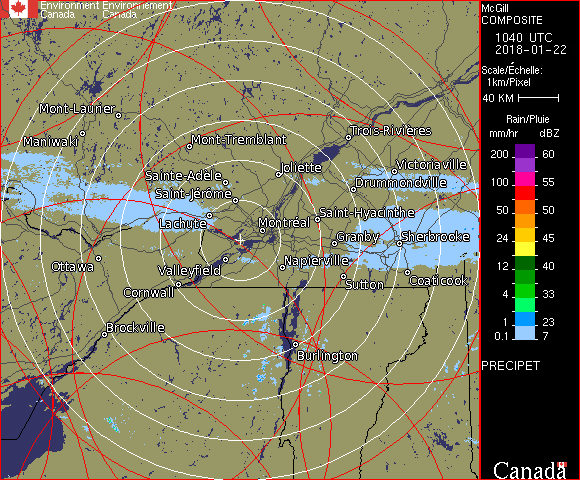 Environment Environnement
Canada Canada
McGill
COMPOSITE
1040 UTC
2018-01-22
Scale/Échelle:
1km/Pixel
40 KM
Rain/Pluie
mm/hr dBZ
200 60
100 55
50 50
24 45
12 40
4 33
1 23
0.1 7
PRECIPET
Canada
Mont-Laurier
Maniwaki
Mont-Tremblant
Trois-Rivières
Joliette
Victoriaville
Sainte-Adèle
Drummondville
Saint-Jérôme
Lachute
Saint-Hyacinthe
Montréal
Granby
Sherbrooke
Ottawa
Valleyfield
Napierville
Cornwall
Sutton
Coaticook
Brockville
Burlington